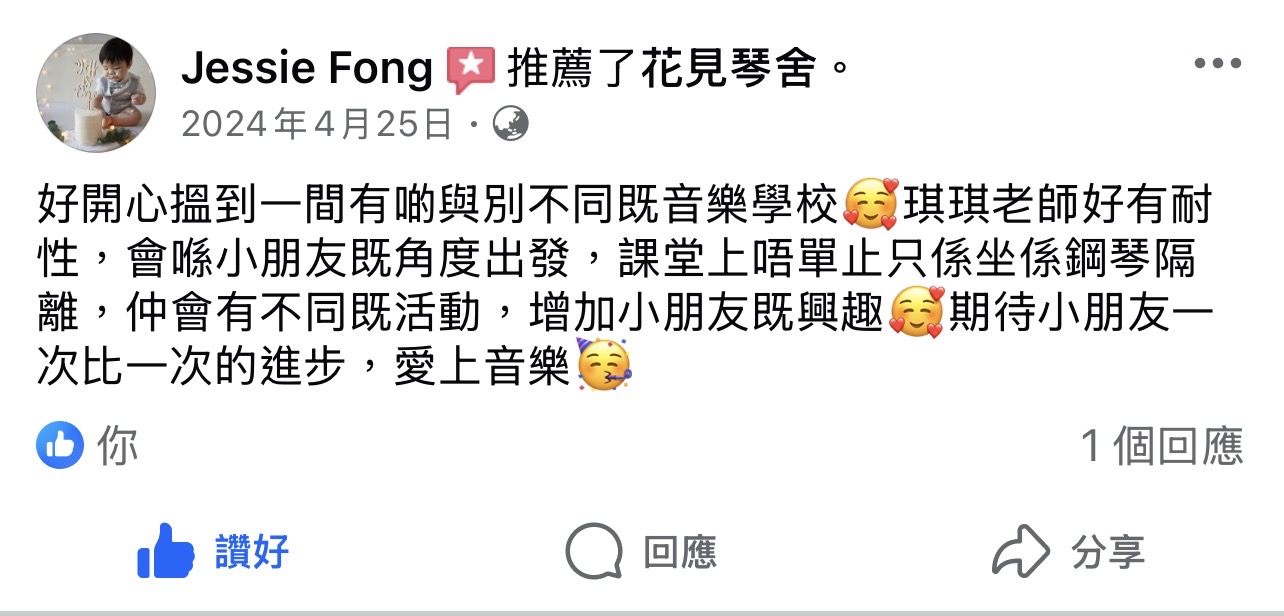 Jessie Fong 推薦了花見琴舍。
2024年4月25日 ·
好開心搵到一間有啲與別不同既音樂學校🥰琪琪老師好有耐
性，會喺小朋友既角度出發，課堂上唔單止只係坐係鋼琴隔
離，仲會有不同既活動，增加小朋友既興趣🥰期待小朋友一
次比一次的進步，愛上音樂🥳
你
1 個回應
讚好
回應
分享